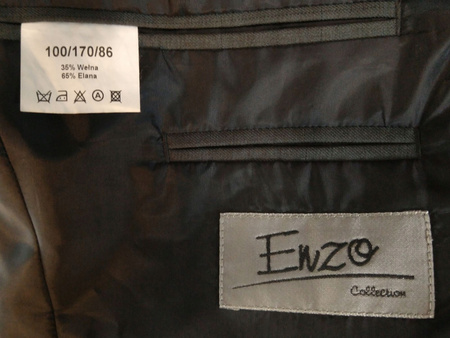 100/170/86
35% Wełna
65% Elana
A
Enzo
Collection